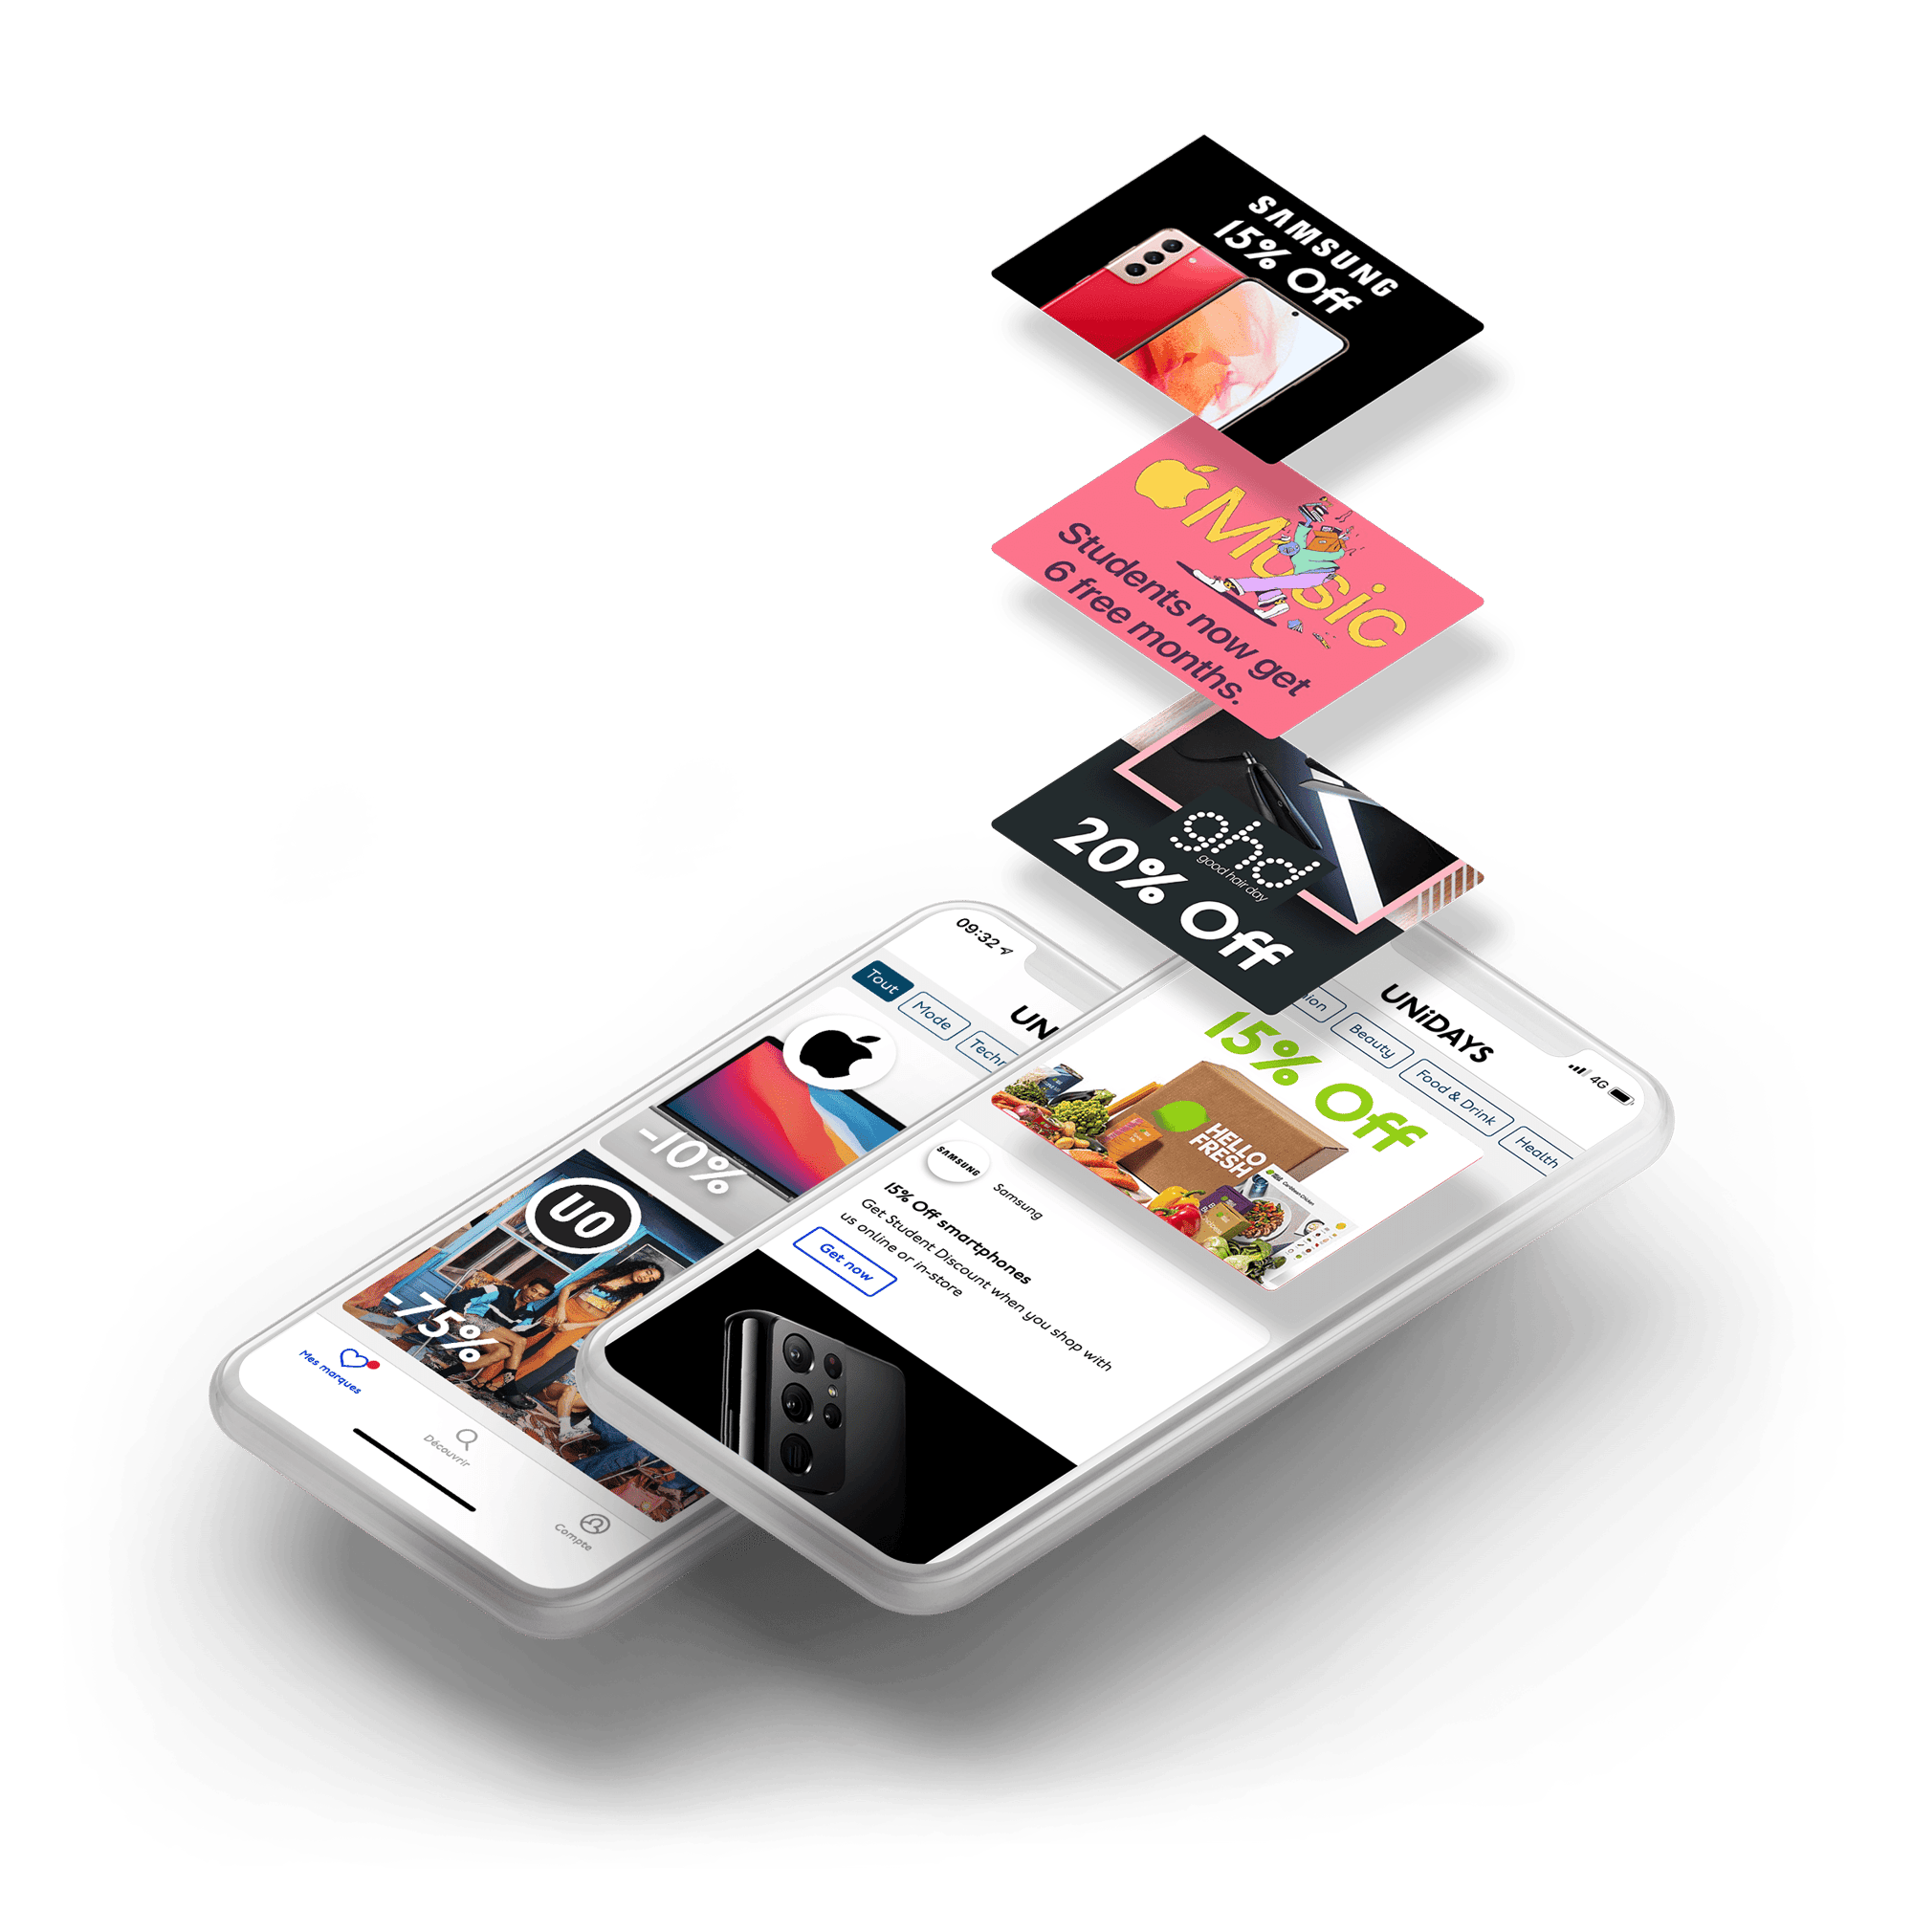 SAMSUNG
15% Off
Music
Students now get
6 free months.
ghd
good hair day
20% Off
09:32
UN
Tout
Mode
Techn
-10%
UO
-75%
Mes marques
Découvrir
Compte
4G
UNiDAYS
Beauty
Food & Drink
Health
15% Off
HELLO
FRESH
SAMSUNG
Samsung
15% Off smartphones
Get Student Discount when you shop with
us online or in-store
Get now